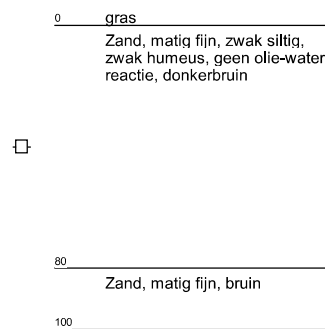 0 gras
Zand, matig fijn, zwak siltig,
zwak humeus, geen olie-water
reactie, donkerbruin
80
Zand, matig fijn, bruin
100